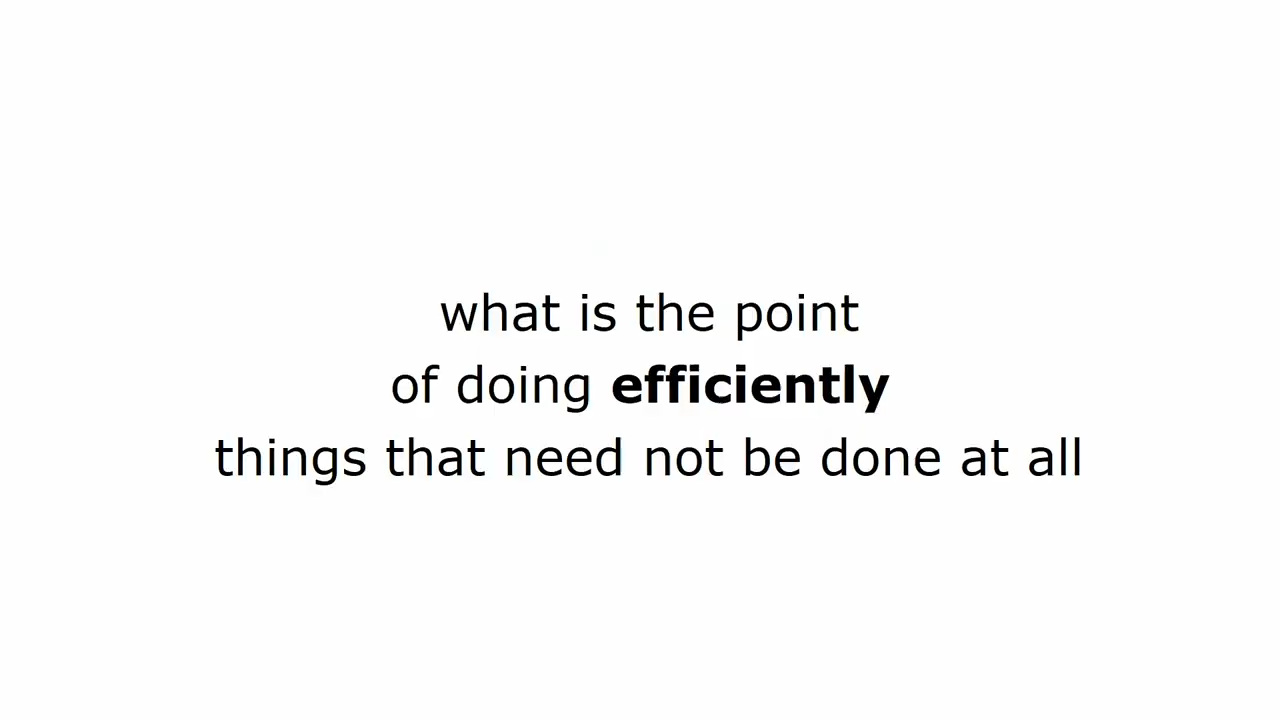 what is the point
of doing efficiently
things that need not be done at all